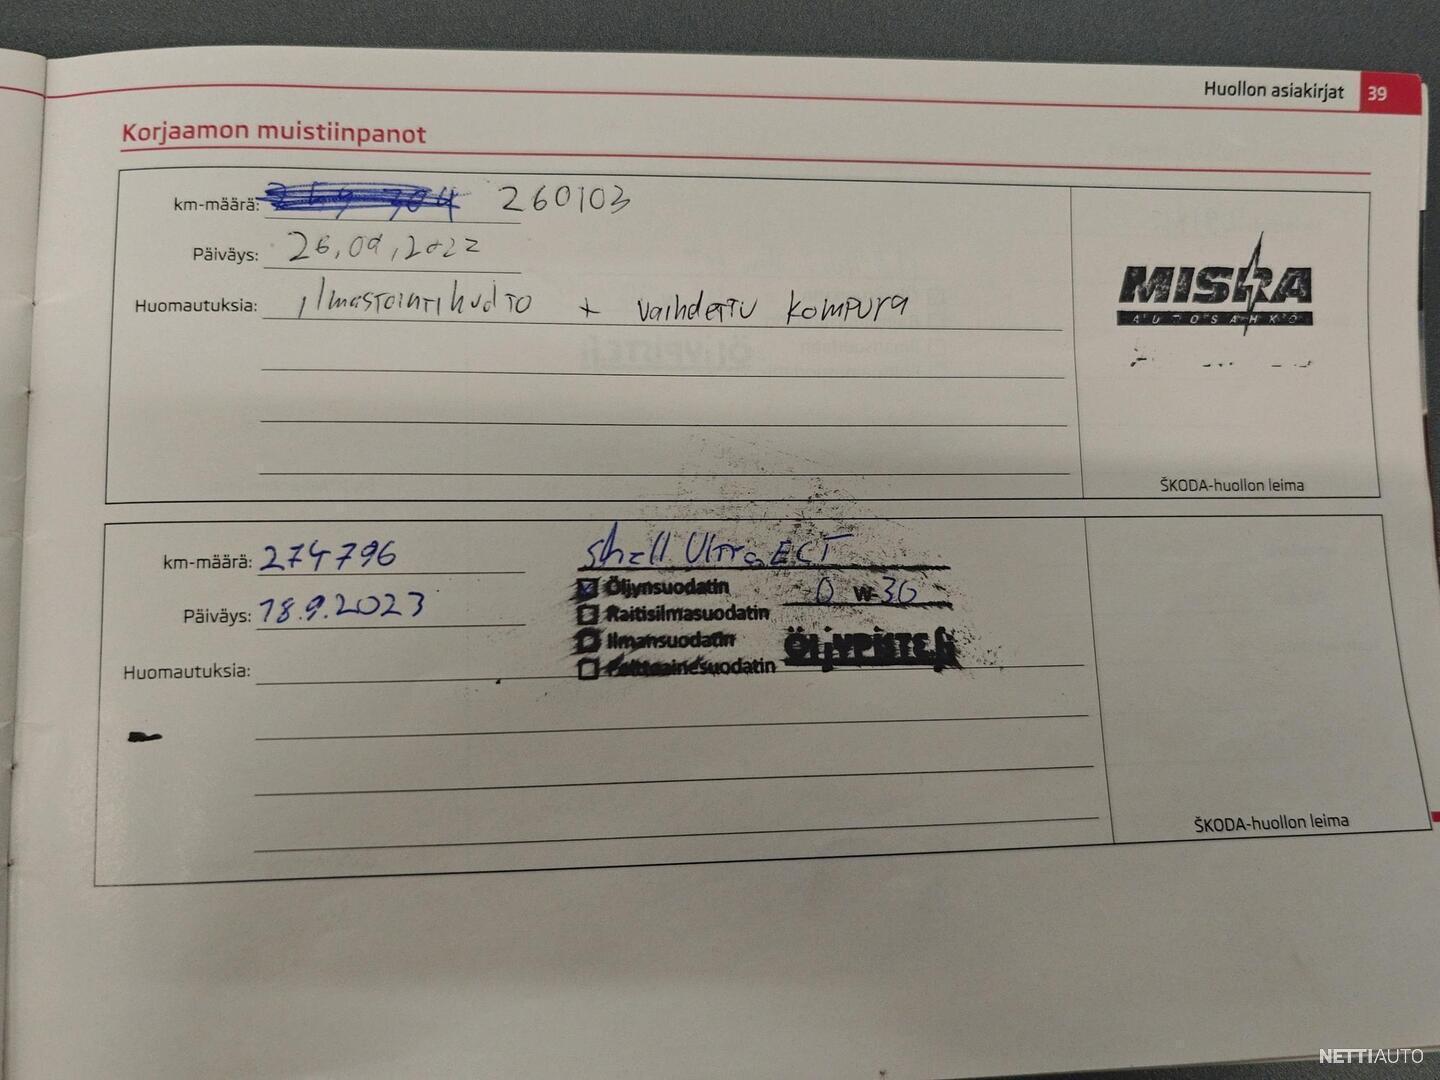 Huollon asiakirjat 39
Korjaamon muistiinpanot
km-määrä: 260103
Päiväys: 26.09.2022
Huomautuksia: ilmastointihuolto + vaihdettu kompura
MISKA
AUTOSÄHKÖ
ŠKODA-huollon leima
km-määrä: 274796
Shell Ultra ECT
Öljynsuodatin 0 W-30
Päiväys: 18.9.2023
Raitisilmasuodatin
Ilmansuodatin ÖLJYPISTE.fi
Huomautuksia:
Polttoainesuodatin
ŠKODA-huollon leima
NETTIAUTO